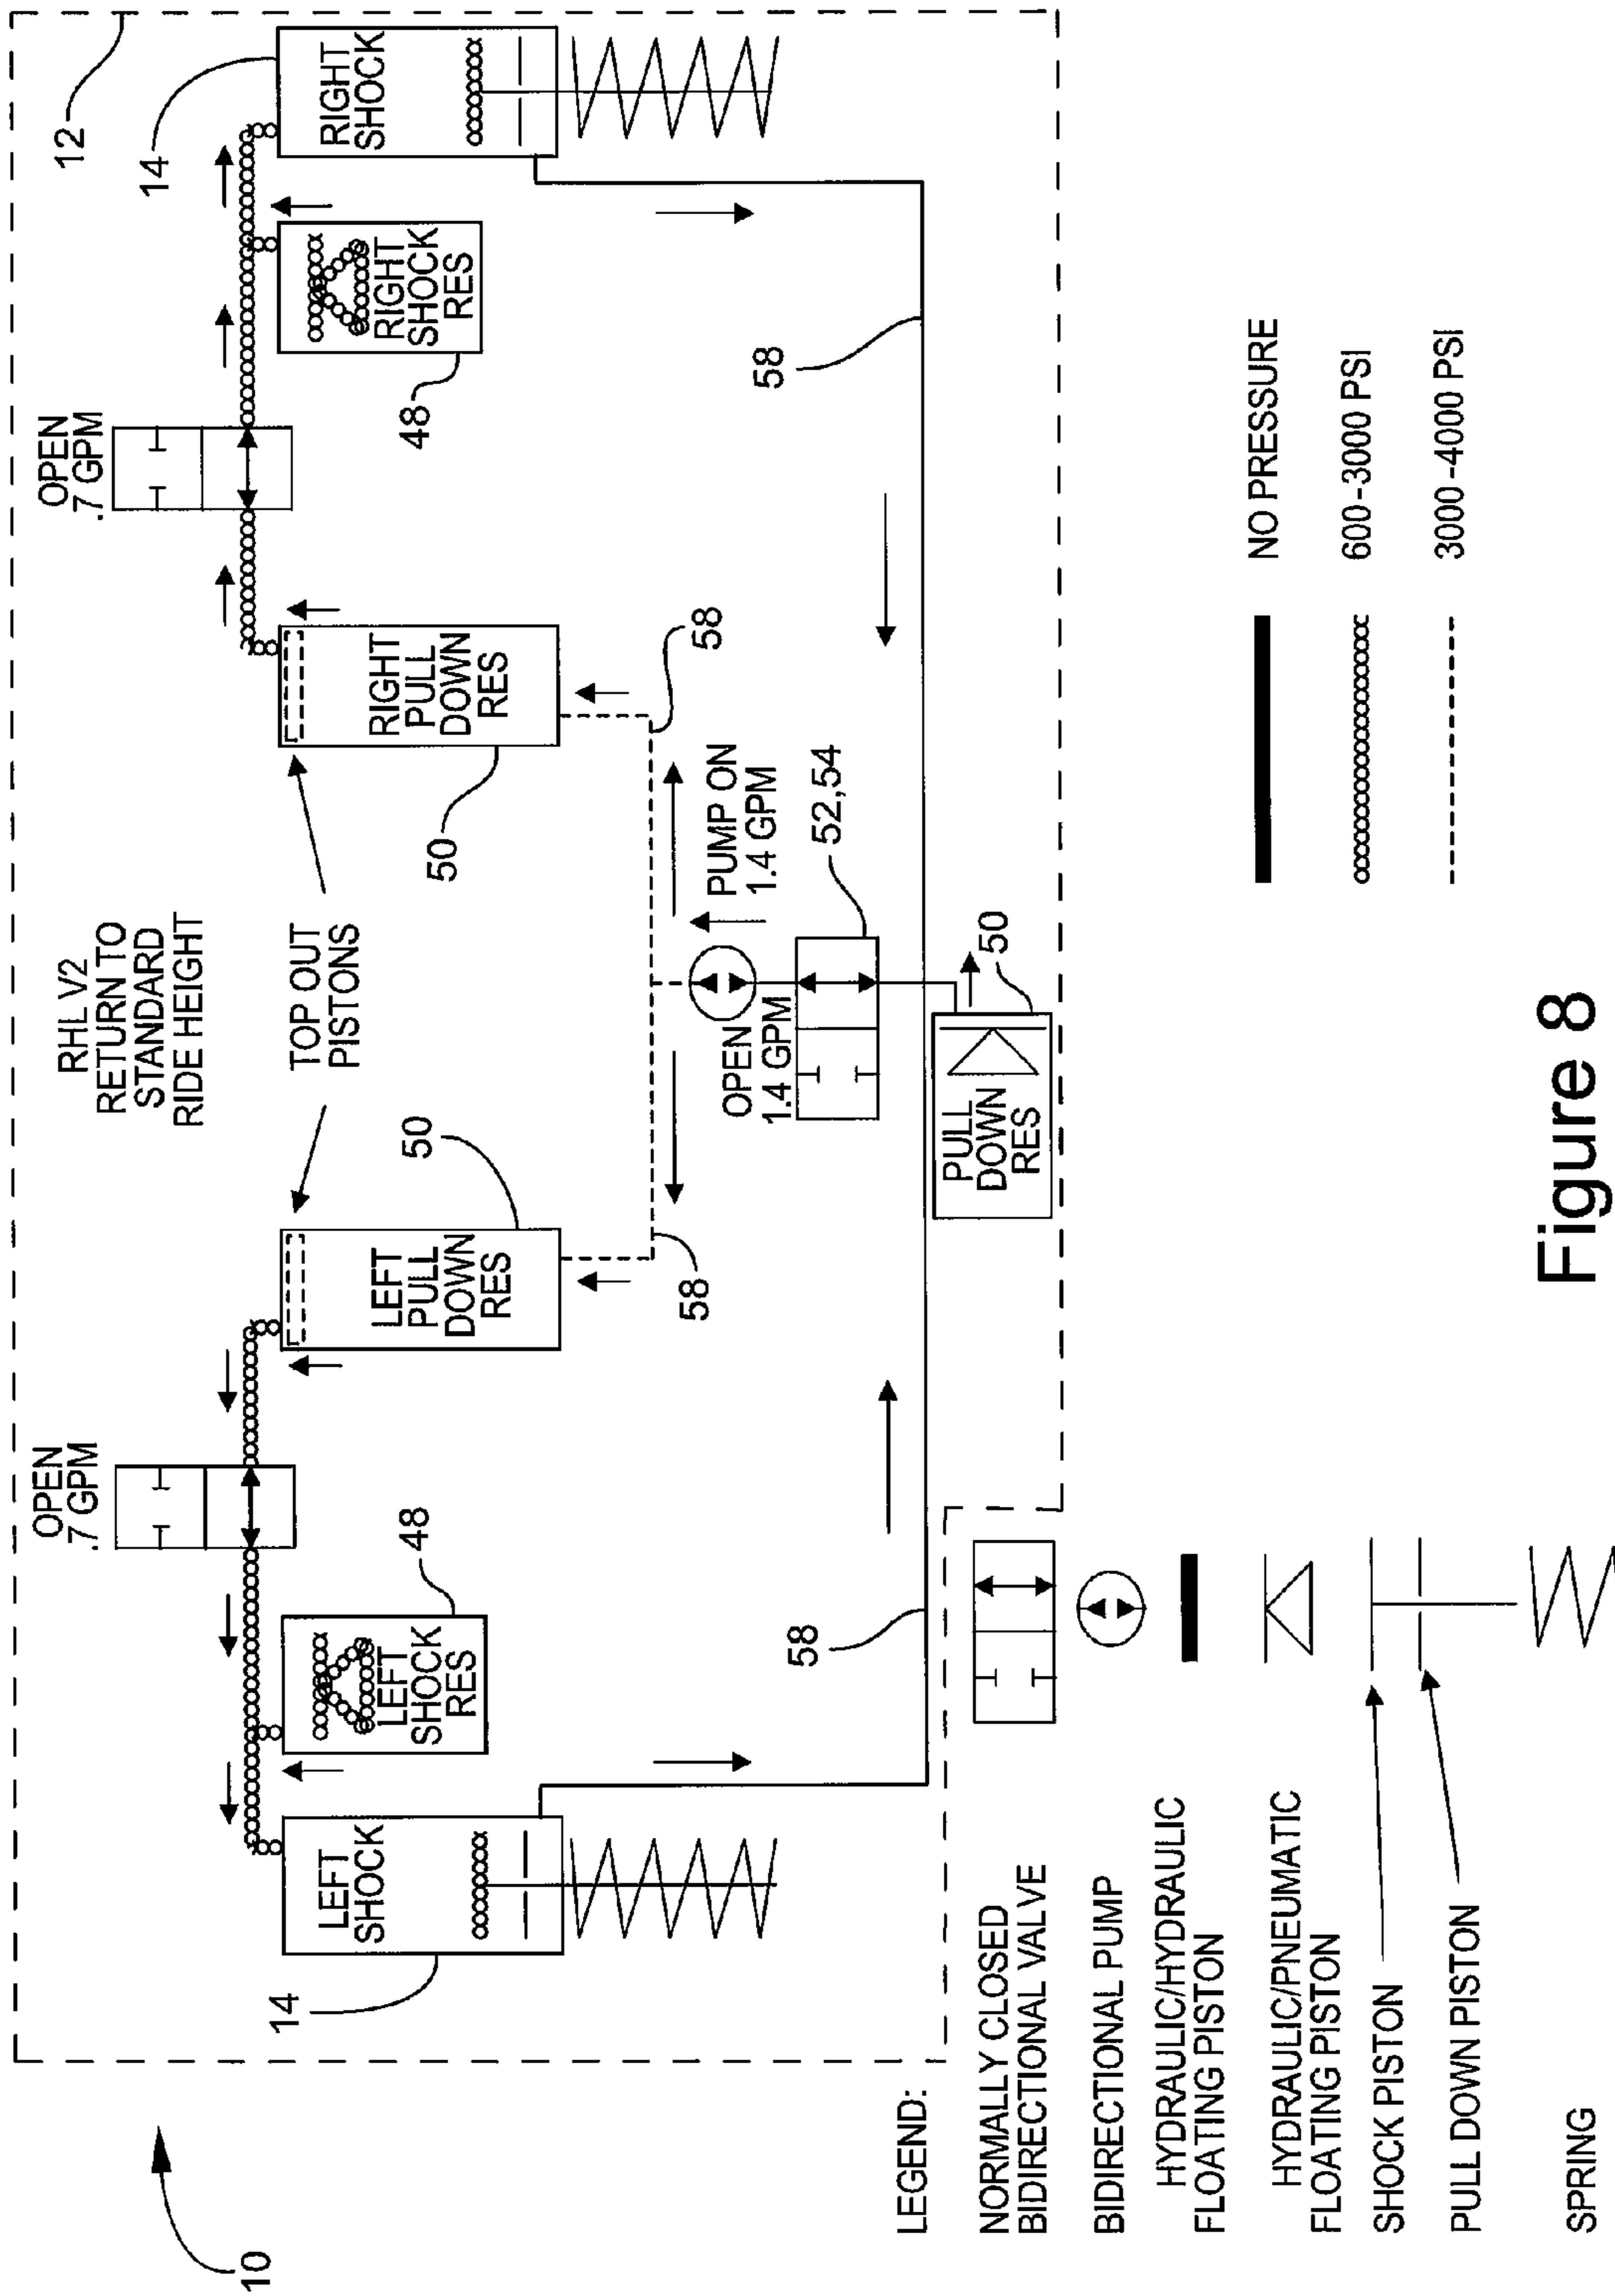 10
12
RHL V2
RETURN TO
STANDARD
RIDE HEIGHT
OPEN
.7 GPM
OPEN
.7 GPM
14
LEFT
SHOCK
LEFT
SHOCK
RES
48
LEFT
PULL
DOWN
RES
50
TOP OUT
PISTONS
RIGHT
PULL
DOWN
RES
50
RIGHT
SHOCK
RES
48
RIGHT
SHOCK
14
58
58
PUMP ON
1.4 GPM
OPEN
1.4 GPM
52,54
58
58
PULL
DOWN
RES
50
LEGEND:
NORMALLY CLOSED
BIDIRECTIONAL VALVE
BIDIRECTIONAL PUMP
HYDRAULIC/HYDRAULIC
FLOATING PISTON
HYDRAULIC/PNEUMATIC
FLOATING PISTON
SHOCK PISTON
PULL DOWN PISTON
SPRING
NO PRESSURE
600-3000 PSI
3000-4000 PSI
Figure 8